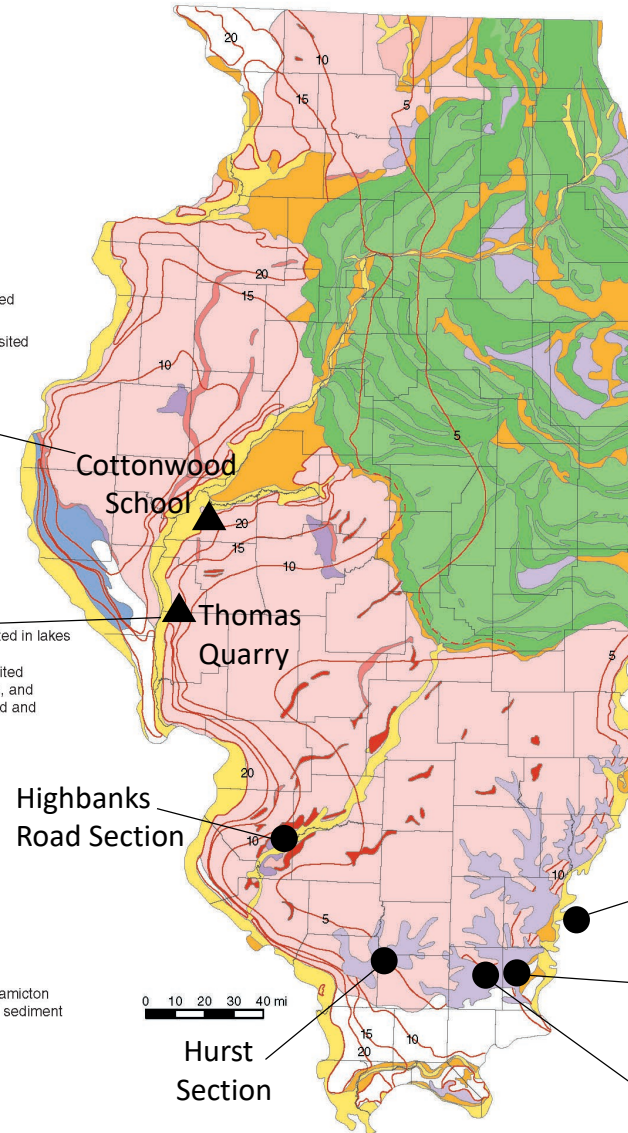 20
10
15
5
ed
20
15
sited
10
5
Cottonwood
School
20
15
10
Thomas
Quarry
ted in lakes
ited
, and
d and
5
20
Highbanks
Road Section
10
10
5
amicton
sediment
0 10 20 30 40 mi
15
10
20
Hurst
Section